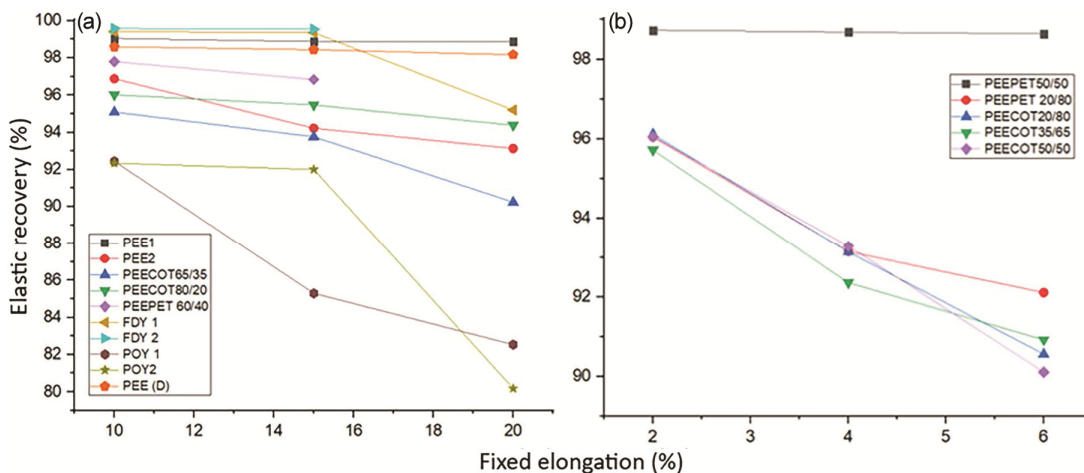 (a)
Elastic recovery (%)
100
98
96
94
92
90
88
86
84
82
80
PEE1
PEE2
PEECOT65/35
PEECOT80/20
PEEPET 60/40
FDY 1
FDY 2
POY 1
POY2
PEE (D)
10
12
14
16
18
20
(b)
98
96
94
92
90
PEEPET50/50
PEEPET 20/80
PEECOT20/80
PEECOT35/65
PEECOT50/50
2
3
4
5
6
Fixed elongation (%)